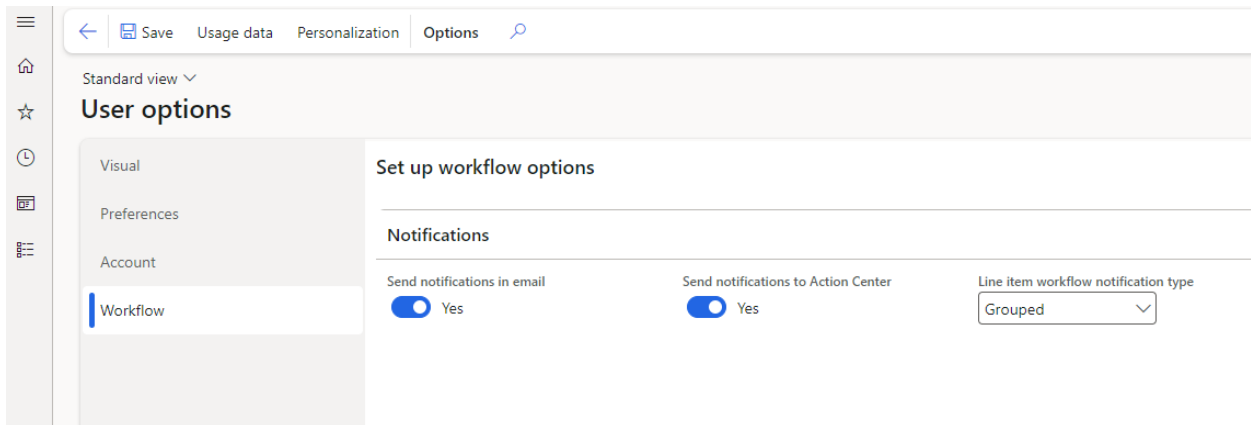 Save Usage data Personalization Options
Standard view
User options
Visual
Preferences
Account
Workflow
Set up workflow options
Notifications
Send notifications in email
Yes
Send notifications to Action Center
Yes
Line item workflow notification type
Grouped